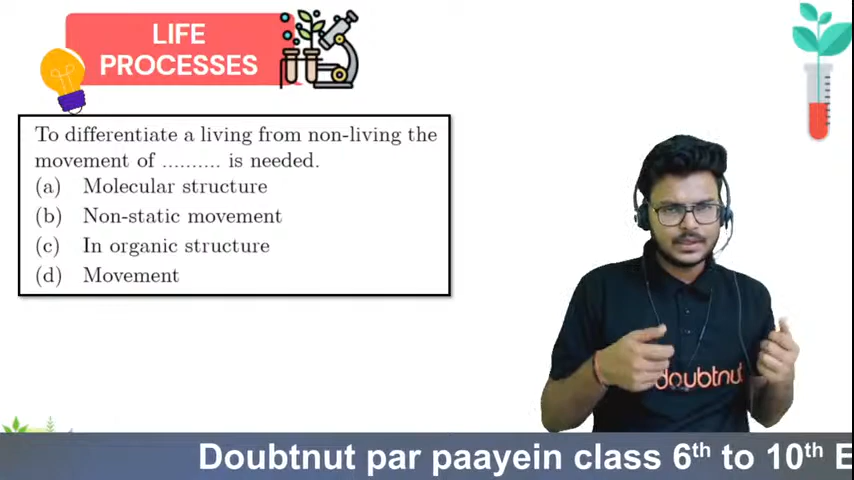 LIFE
PROCESSES
To differentiate a living from non-living the
movement of .......... is needed.
(a) Molecular structure
(b) Non-static movement
(c) In organic structure
(d) Movement
doubtnut
Doubtnut par paayein class 6th to 10th E